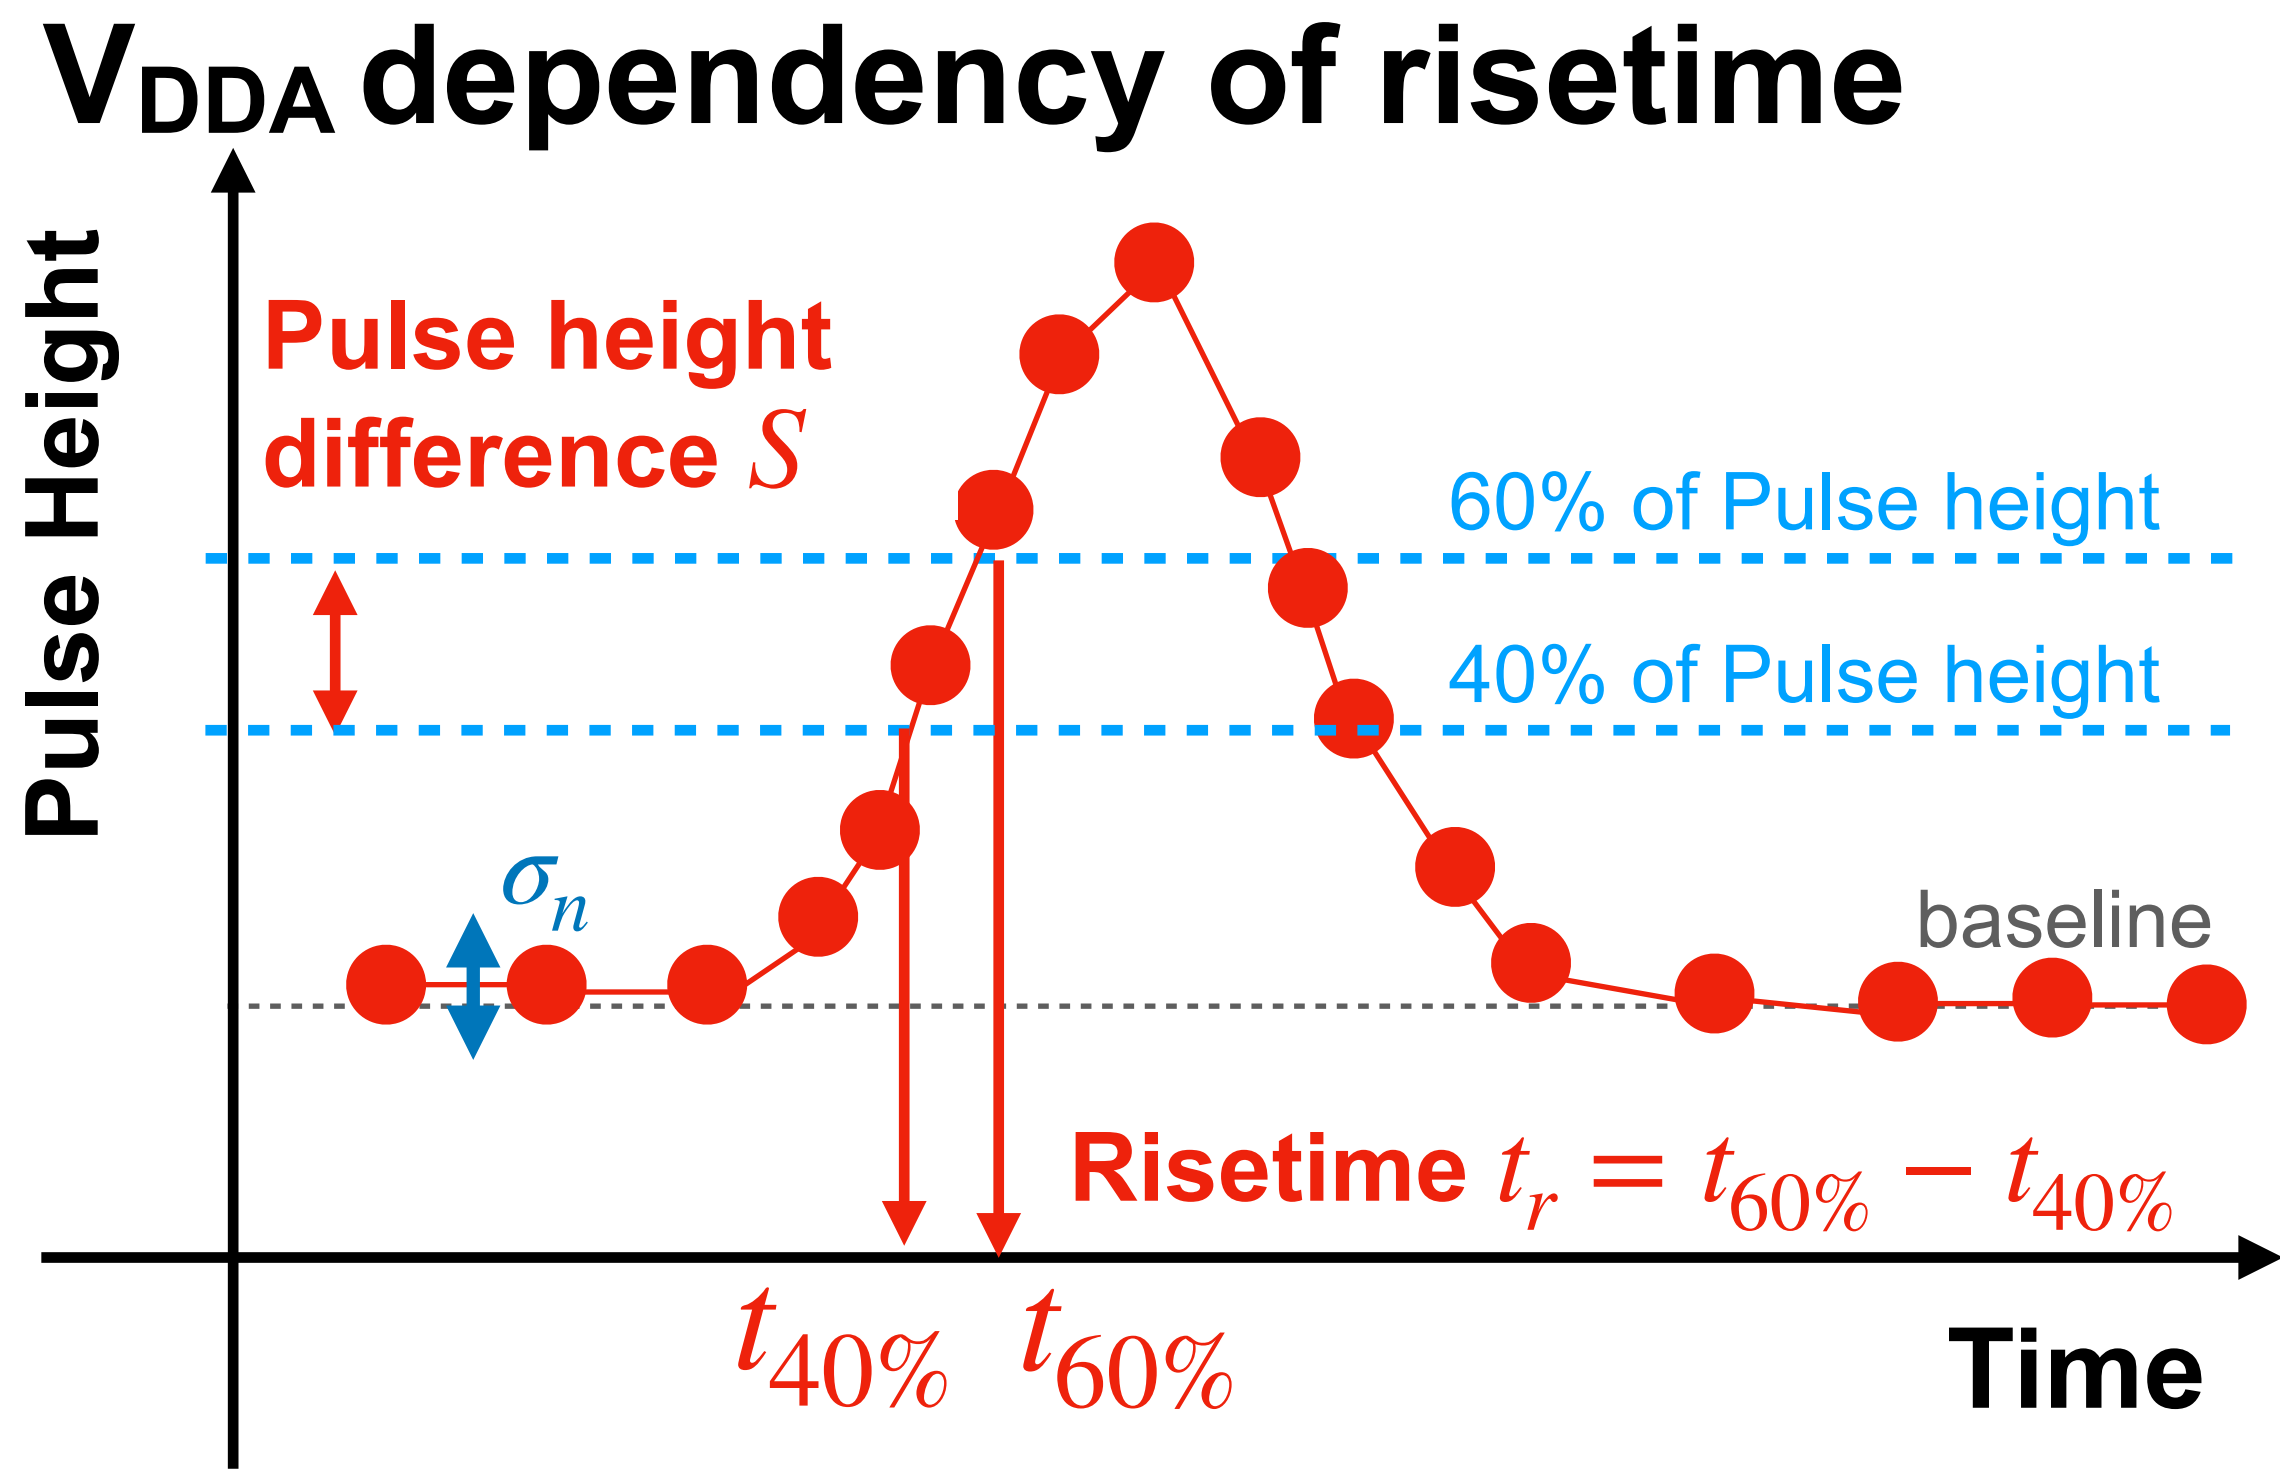 VDDA dependency of risetime
Pulse Height
Pulse height
difference S
60% of Pulse height
40% of Pulse height
σn
baseline
Risetime tr = t60% − t40%
t40% t60%
Time